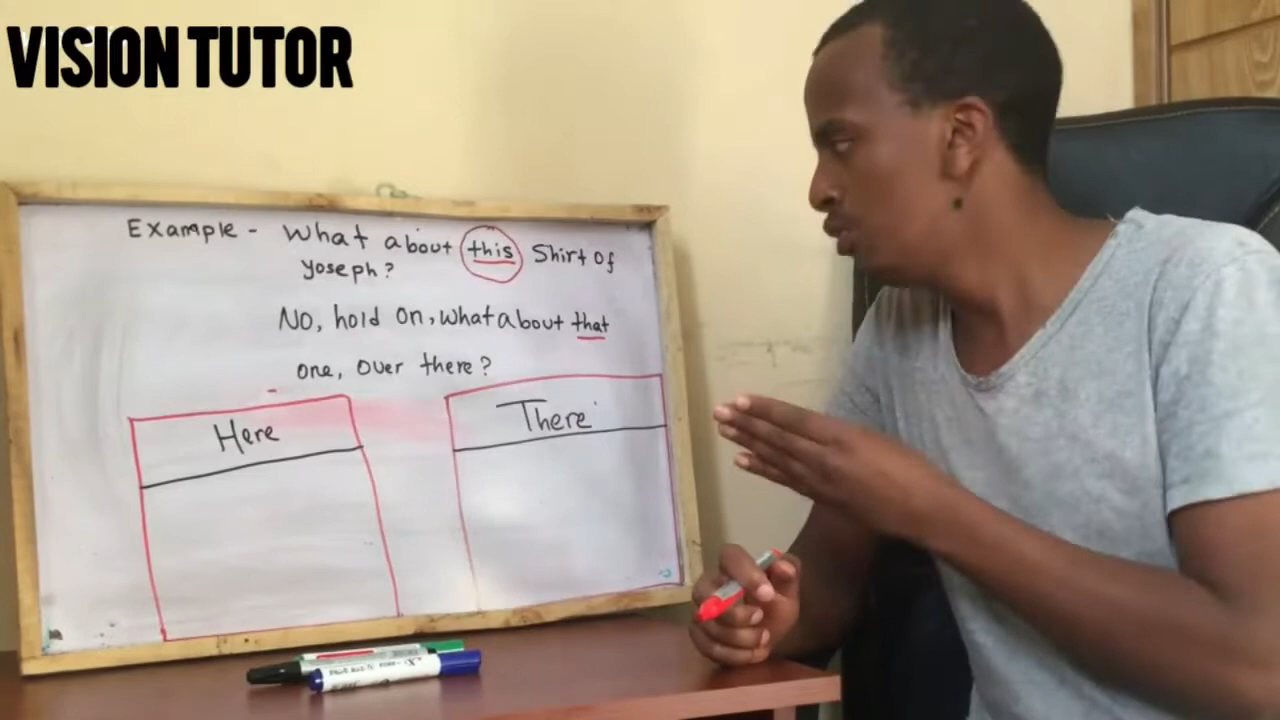 VISION TUTOR
Example - What about this Shirt of
Yoseph?
No, hold on, what about that
one, over there?
Here
There